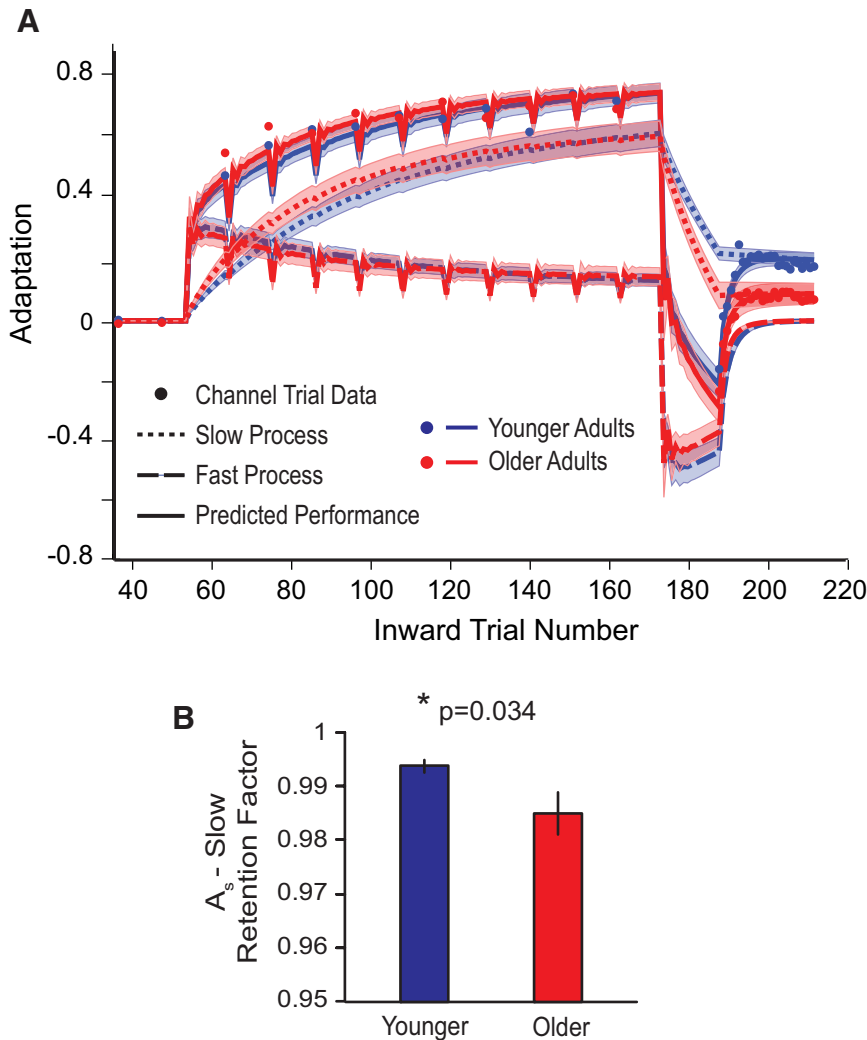 A
0.8
0.4
0
-0.4
-0.8
Adaptation
Channel Trial Data
Slow Process
Fast Process
Predicted Performance
Younger Adults
Older Adults
40 60 80 100 120 140 160 180 200 220
Inward Trial Number
B
* p=0.034
1
0.99
0.98
0.97
0.96
0.95
As - Slow
Retention Factor
Younger Older